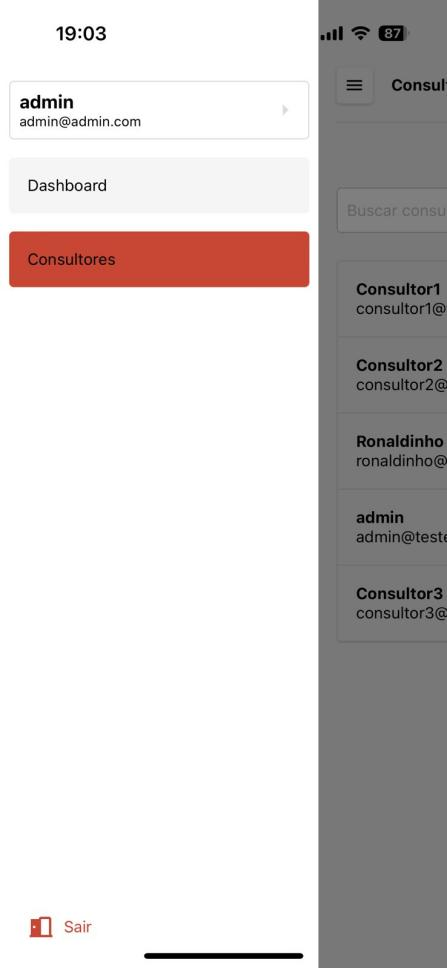 19:03
87
admin
admin@admin.com
Dashboard
Consultores
Sair
Consul
Buscar consu
Consultor1
consultor1@
Consultor2
consultor2@
Ronaldinho
ronaldinho@
admin
admin@teste
Consultor3
consultor3@